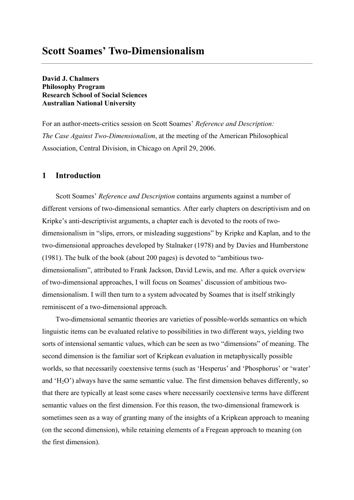 Scott Soames’ Two-Dimensionalism
David J. Chalmers
Philosophy Program
Research School of Social Sciences
Australian National University
For an author-meets-critics session on Scott Soames’ Reference and Description:
The Case Against Two-Dimensionalism, at the meeting of the American Philosophical
Association, Central Division, in Chicago on April 29, 2006.
1 Introduction
Scott Soames’ Reference and Description contains arguments against a number of
different versions of two-dimensional semantics. After early chapters on descriptivism and on
Kripke’s anti-descriptivist arguments, a chapter each is devoted to the roots of two-
dimensionalism in “slips, errors, or misleading suggestions” by Kripke and Kaplan, and to the
two-dimensional approaches developed by Stalnaker (1978) and by Davies and Humberstone
(1981). The bulk of the book (about 200 pages) is devoted to “ambitious two-
dimensionalism”, attributed to Frank Jackson, David Lewis, and me. After a quick overview
of two-dimensional approaches, I will focus on Soames’ discussion of ambitious two-
dimensionalism. I will then turn to a system advocated by Soames that is itself strikingly
reminiscent of a two-dimensional approach.
Two-dimensional semantic theories are varieties of possible-worlds semantics on which
linguistic items can be evaluated relative to possibilities in two different ways, yielding two
sorts of intensional semantic values, which can be seen as two “dimensions” of meaning. The
second dimension is the familiar sort of Kripkean evaluation in metaphysically possible
worlds, so that necessarily coextensive terms (such as ‘Hesperus’ and ‘Phosphorus’ or ‘water’
and ‘H2O’) always have the same semantic value. The first dimension behaves differently, so
that there are typically at least some cases where necessarily coextensive terms have different
semantic values on the first dimension. For this reason, the two-dimensional framework is
sometimes seen as a way of granting many of the insights of a Kripkean approach to meaning
(on the second dimension), while retaining elements of a Fregean approach to meaning (on
the first dimension).